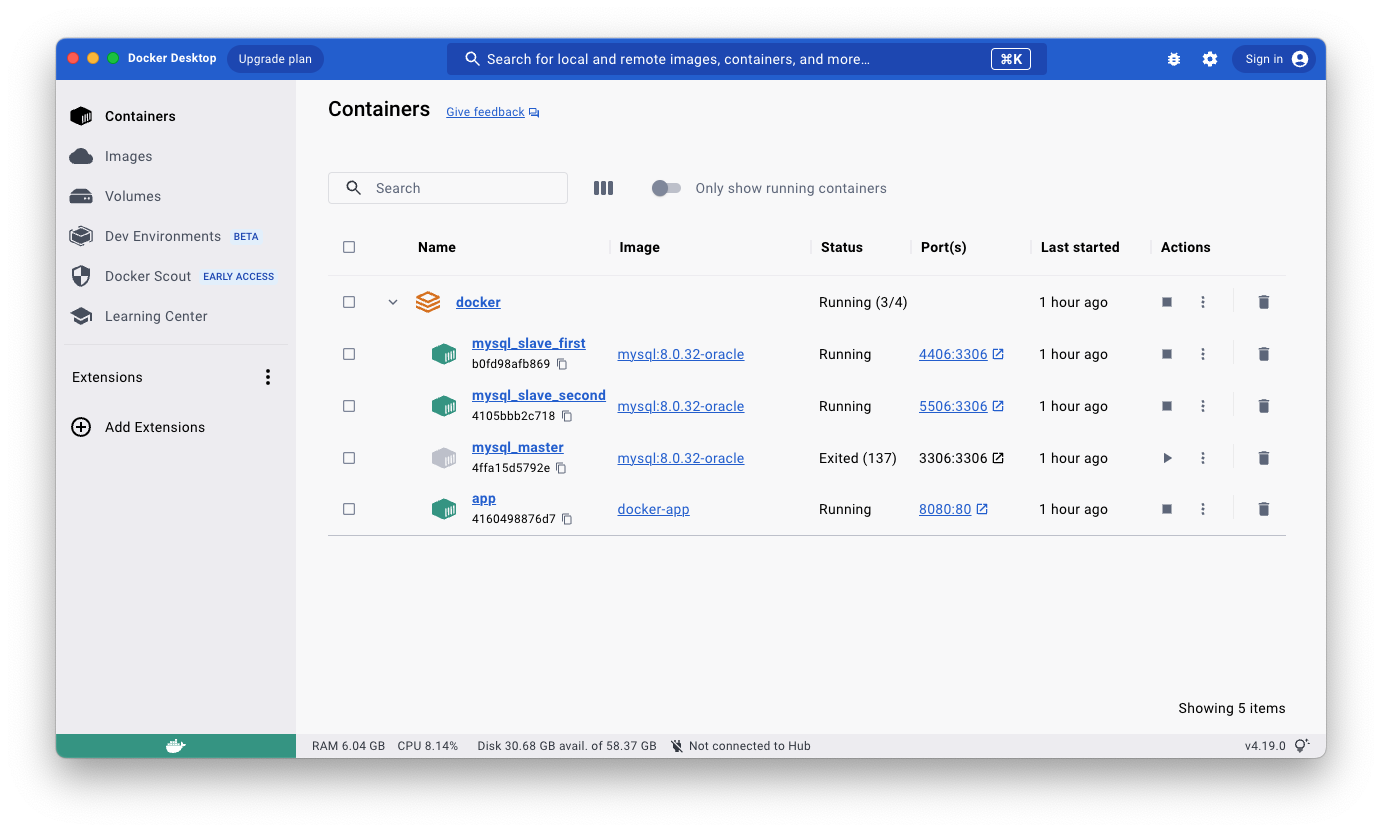 Docker Desktop Upgrade plan Search for local and remote images, containers, and more… ⌘K Sign in
Containers
Images
Volumes
Dev Environments BETA
Docker Scout EARLY ACCESS
Learning Center
Extensions
Add Extensions
Containers Give feedback
Search Only show running containers
Name Image Status Port(s) Last started Actions
docker Running (3/4) 1 hour ago
mysql_slave_first
b0fd98afb869 mysql:8.0.32-oracle Running 4406:3306 1 hour ago
mysql_slave_second
4105bbb2c718 mysql:8.0.32-oracle Running 5506:3306 1 hour ago
mysql_master
4ffa15d5792e mysql:8.0.32-oracle Exited (137) 3306:3306 1 hour ago
app
4160498876d7 docker-app Running 8080:80 1 hour ago
Showing 5 items
RAM 6.04 GB CPU 8.14% Disk 30.68 GB avail. of 58.37 GB Not connected to Hub v4.19.0